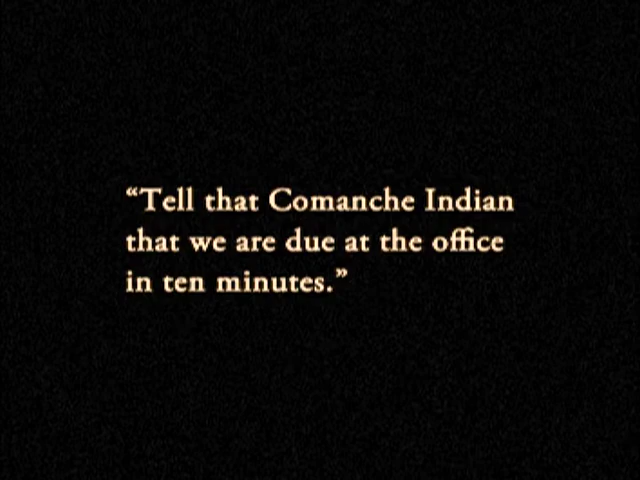 “Tell that Comanche Indian
that we are due at the office
in ten minutes.”